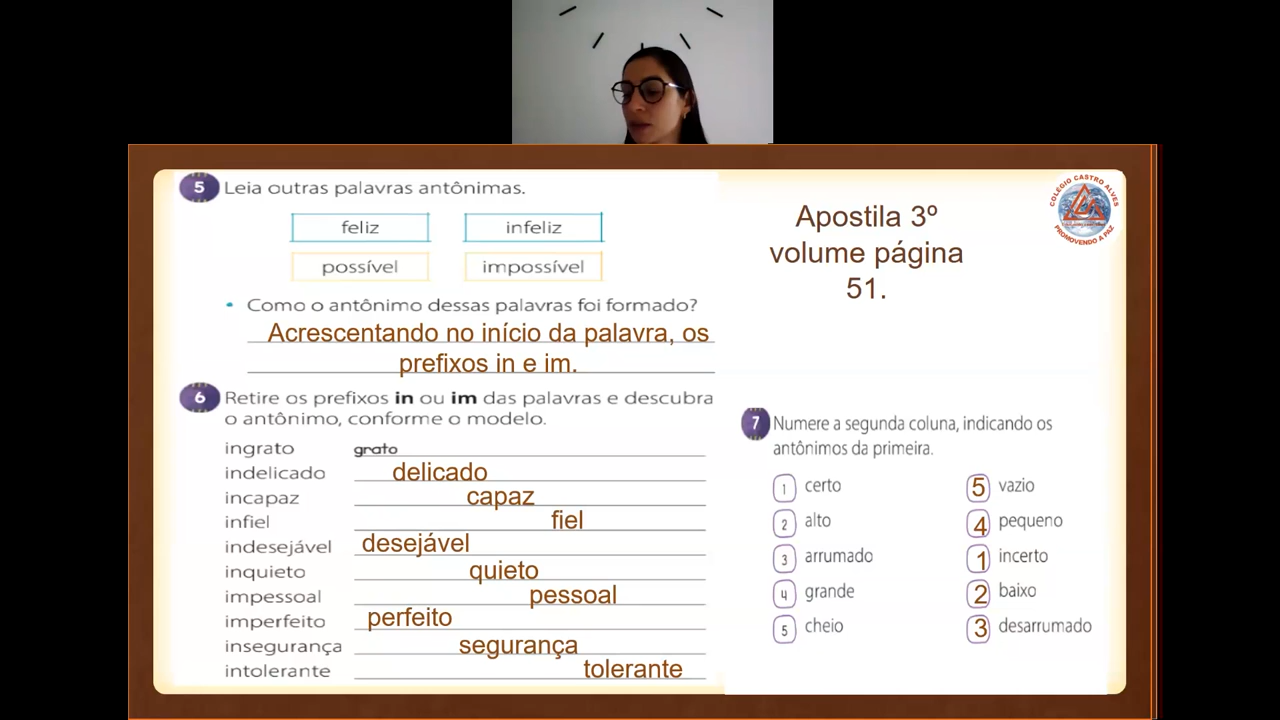 5 Leia outras palavras antônimas.
feliz infeliz
possível impossível
• Como o antônimo dessas palavras foi formado?
Acrescentando no início da palavra, os
prefixos in e im.
6 Retire os prefixos in ou im das palavras e descubra
o antônimo, conforme o modelo.
ingrato grato
indelicado delicado
incapaz capaz
infiel fiel
indesejável desejável
inquieto quieto
impessoal pessoal
imperfeito perfeito
insegurança segurança
intolerante tolerante
Apostila 3º
volume página
51.
COLÉGIO CASTRO ALVES
PROMOVENDO A PAZ
7 Numere a segunda coluna, indicando os
antônimos da primeira.
1 certo 5 vazio
2 alto 4 pequeno
3 arrumado 1 incerto
4 grande 2 baixo
5 cheio 3 desarrumado